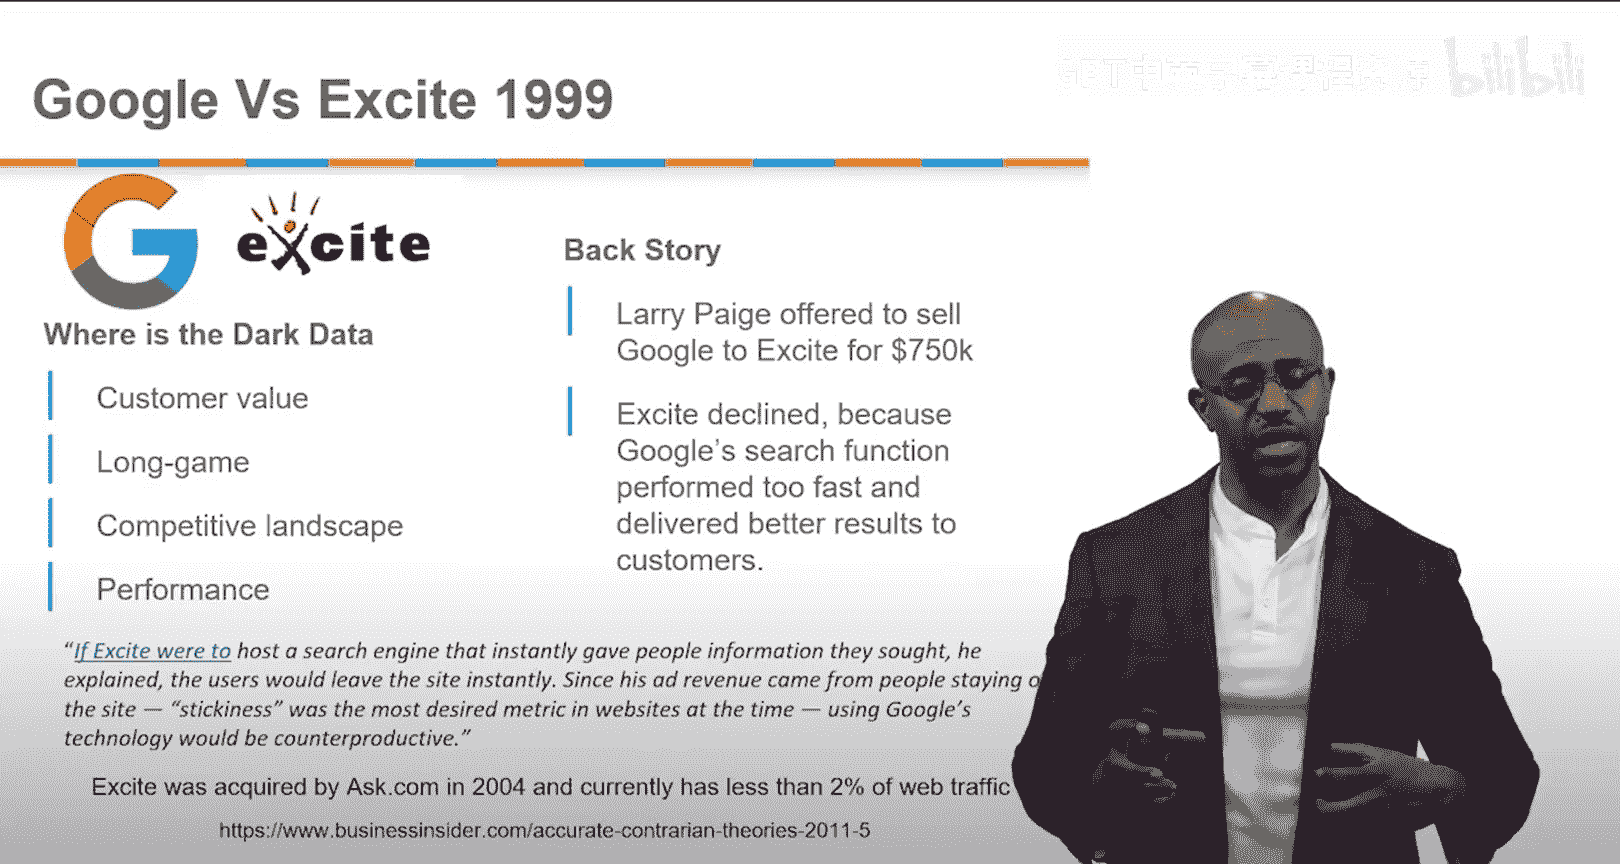 Google Vs Excite 1999
bilibili
excite
Where is the Dark Data
Customer value
Long-game
Competitive landscape
Performance
Back Story
Larry Paige offered to sell
Google to Excite for $750k
Excite declined, because
Google's search function
performed too fast and
delivered better results to
customers.
“If Excite were to host a search engine that instantly gave people information they sought, he
explained, the users would leave the site instantly. Since his ad revenue came from people staying
the site — “stickiness” was the most desired metric in websites at the time — using Google’s
technology would be counterproductive.”
Excite was acquired by Ask.com in 2004 and currently has less than 2% of web traffic
https://www.businessinsider.com/accurate-contrarian-theories-2011-5